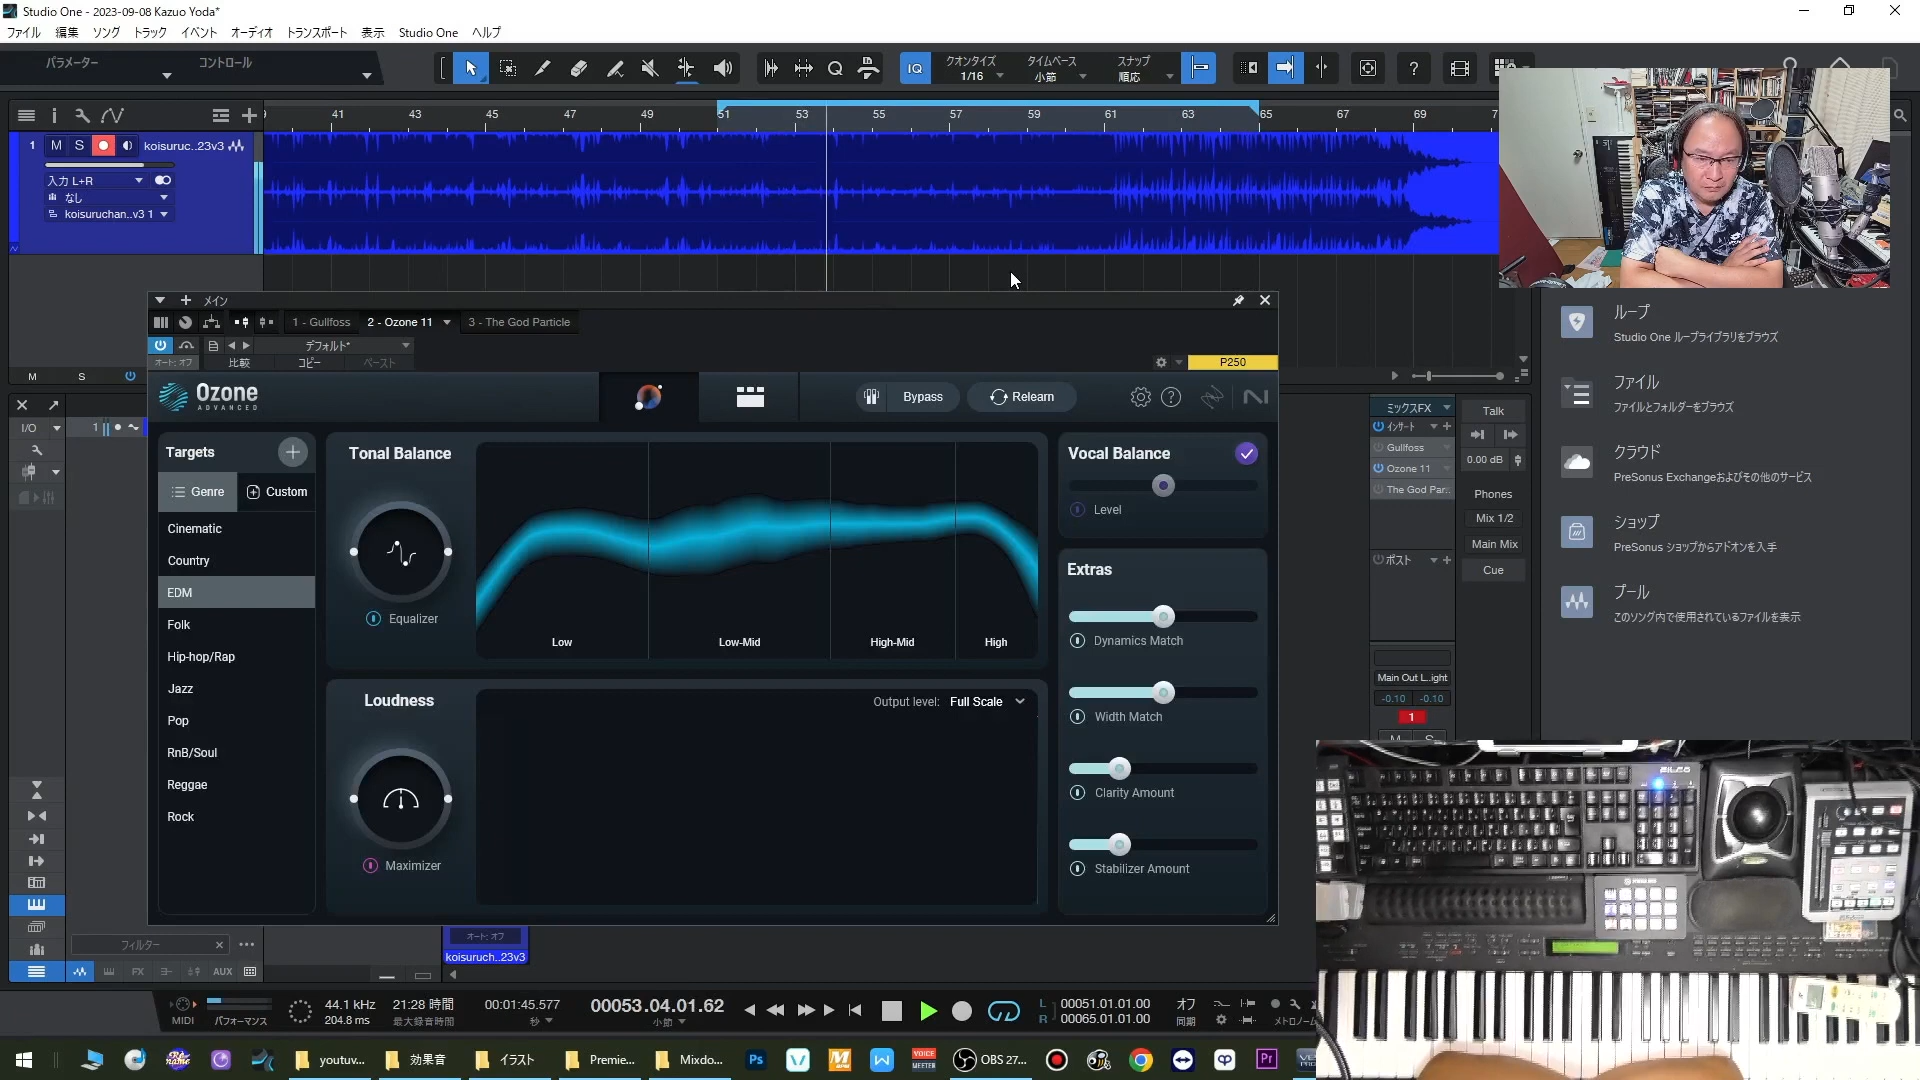 Studio One - 2023-09-08 Kazuo Yoda*
ファイル 編集 ソング トラック イベント オーディオ トランスポート 表示 Studio One ヘルプ
パラメーター コントロール
IQ クオンタイズ 1/16 タイムベース 小節 スナップ 順応
41 43 45 47 49 51 53 55 57 59 61 63 65 67 69
1 M S koisuruc..23v3
入力 L+R
なし
koisuruchan..v3 1
M S
メイン
1 - Gullfoss 2 - Ozone 11 3 - The God Particle
デフォルト*
オート: オフ 比較 コピー ペースト P250
Ozone
ADVANCED
Bypass Relearn
Targets
Genre Custom
Cinematic
Country
EDM
Folk
Hip-hop/Rap
Jazz
Pop
RnB/Soul
Reggae
Rock
Tonal Balance
Equalizer
Low Low-Mid High-Mid High
Loudness
Output level: Full Scale
Maximizer
Vocal Balance
Level
Extras
Dynamics Match
Width Match
Clarity Amount
Stabilizer Amount
I/O
1
フィルター
FX AUX
オート: オフ
koisuruch..23v3
ミックスFX
インサート
Gullfoss
Ozone 11
The God Par..
ポスト
Main Out L..ight
-0.10 -0.10
1
M S
Talk
0.00 dB
Phones
Mix 1/2
Main Mix
Cue
ループ
Studio One ループライブラリをブラウズ
ファイル
ファイルとフォルダーをブラウズ
クラウド
PreSonus Exchangeおよびその他のサービス
ショップ
PreSonus ショップからアドオンを入手
プール
このソング内で使用されているファイルを表示
MIDI パフォーマンス
44.1 kHz
204.8 ms
21:28 時間
最大録音時間
00:01:45.577
秒
00053.04.01.62
小節
L 00051.01.01.00
R 00065.01.01.00
オフ
同期
メトロノーム
youtuv... 効果音 イラスト Premie... Mixdo... Ps VOICE MEETER OBS 27... Pr
FILCO